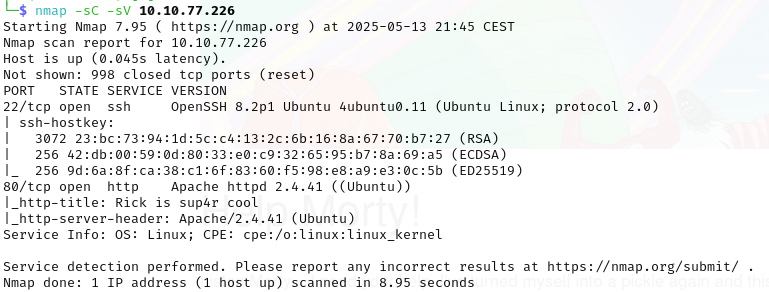 └─$ nmap -sC -sV 10.10.77.226
Starting Nmap 7.95 ( https://nmap.org ) at 2025-05-13 21:45 CEST
Nmap scan report for 10.10.77.226
Host is up (0.045s latency).
Not shown: 998 closed tcp ports (reset)
PORT   STATE SERVICE VERSION
22/tcp open  ssh     OpenSSH 8.2p1 Ubuntu 4ubuntu0.11 (Ubuntu Linux; protocol 2.0)
| ssh-hostkey:
|   3072 23:bc:73:94:1d:5c:c4:13:2c:6b:16:8a:67:70:b7:27 (RSA)
|   256 42:db:00:59:0d:80:33:e0:c9:32:65:95:b7:8a:69:a5 (ECDSA)
|_  256 9d:6a:8f:ca:38:c1:6f:83:60:f5:98:e8:a9:e3:0c:5b (ED25519)
80/tcp open  http    Apache httpd 2.4.41 ((Ubuntu))
|_http-title: Rick is sup4r cool
|_http-server-header: Apache/2.4.41 (Ubuntu)
Help Morty!
Service Info: OS: Linux; CPE: cpe:/o:linux:linux_kernel
Service detection performed. Please report any incorrect results at https://nmap.org/submit/ .
Nmap done: 1 IP address (1 host up) scanned in 8.95 seconds
urned myself into a pickle again and this